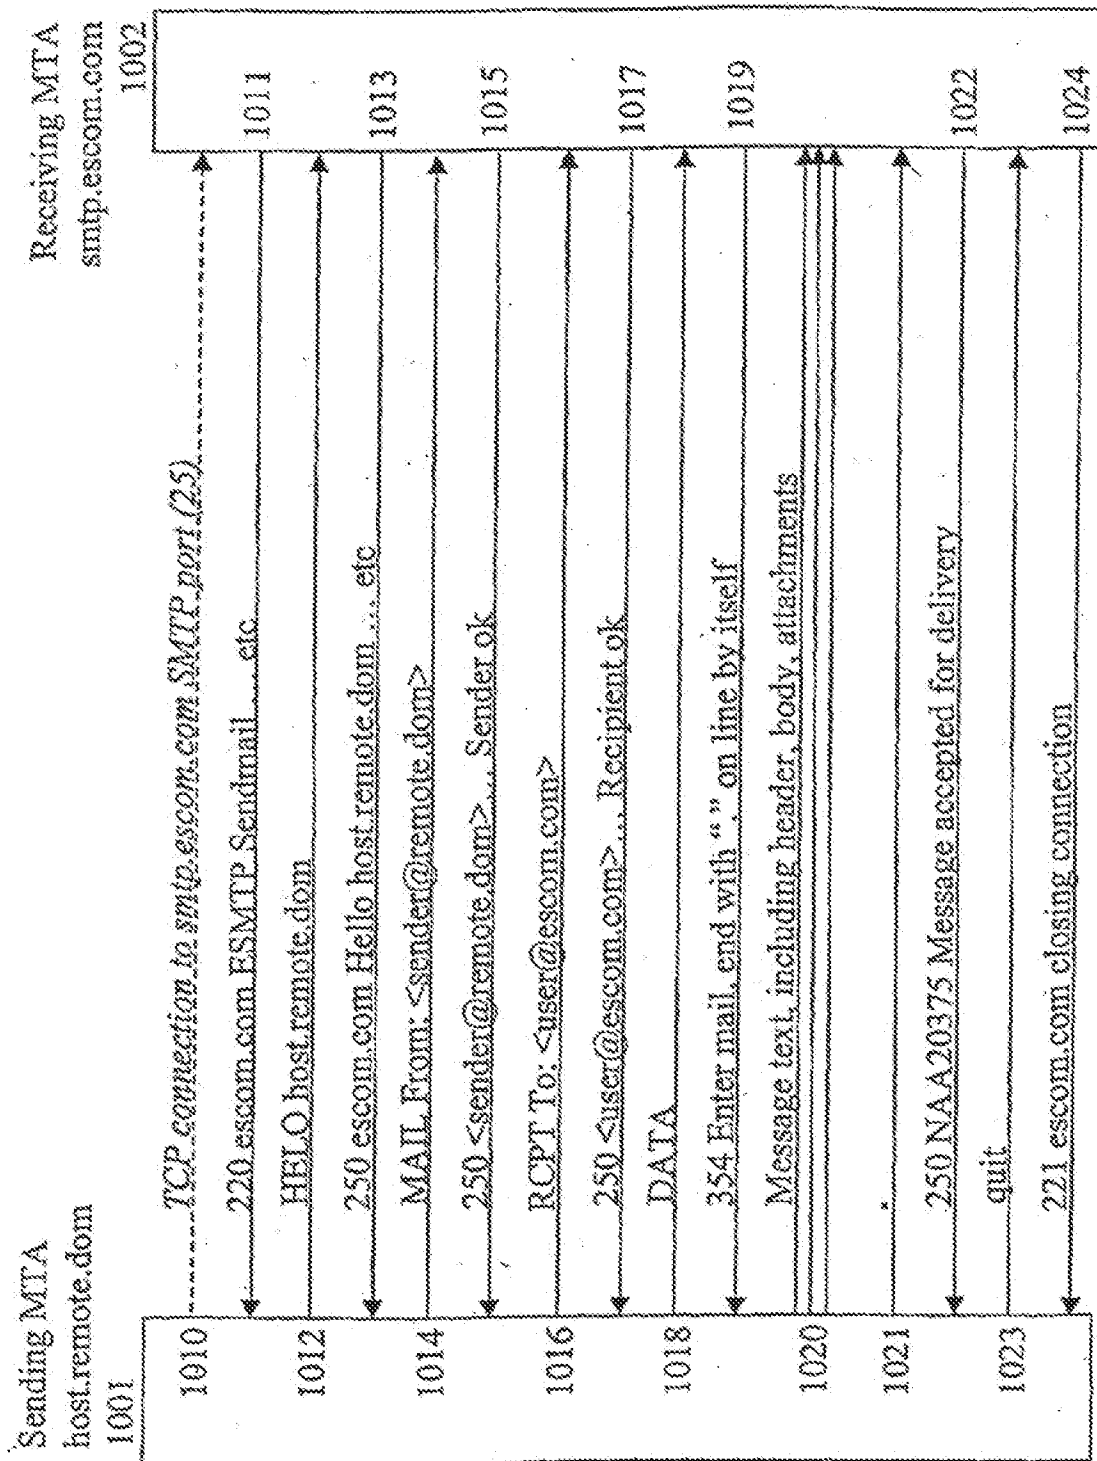 Sending MTA
host.remote.dom
1001
Receiving MTA
smtp.escom.com
1002
1010
TCP connection to smtp.escom.com SMTP port (25)
220 escom.com ESMTP Sendmail ... etc
1011
1012
HELO host.remote.dom
250 escom.com Hello host.remote.dom ... etc
1013
1014
MAIL From: <sender@remote.dom>
250 <sender@remote.dom>... Sender ok
1015
1016
RCPT To: <user@escom.com>
250 <user@escom.com>... Recipient ok
1017
1018
DATA
354 Enter mail, end with “.” on line by itself
1019
Message text, including header, body, attachments
1020
1021
.
250 NAA20375 Message accepted for delivery
1022
1023
quit
221 escom.com closing connection
1024